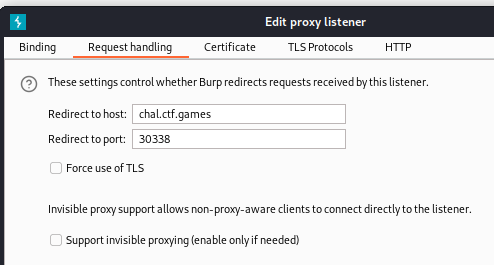 Edit proxy listener
Binding Request handling Certificate TLS Protocols HTTP
These settings control whether Burp redirects requests received by this listener.
Redirect to host: chal.ctf.games
Redirect to port: 30338
Force use of TLS
Invisible proxy support allows non-proxy-aware clients to connect directly to the listener.
Support invisible proxying (enable only if needed)